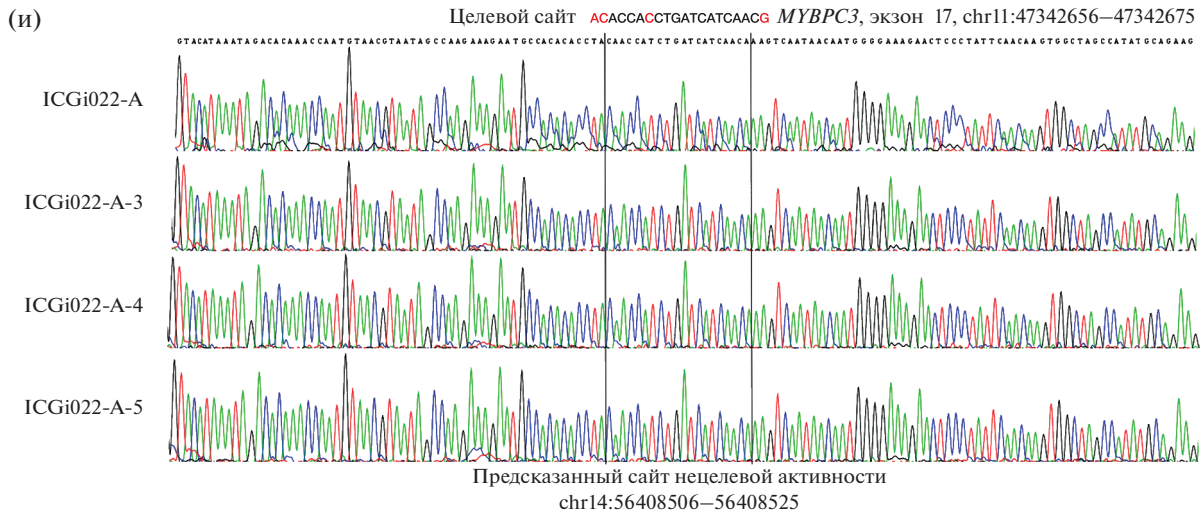 (и)
Целевой сайт ACACCACCTGATCATCAACG MYBPC3, экзон 17, chr11:47342656–47342675
GTACATAAATAGACACAAACCAATGTAACGTAATAGCCAAGAAAGAATGCCACACACCTACAACCATCTGATCATCAACAAAGTCAATAACAATGGGGAAAGAACTCCCTATTCAACAAGTGGCTAGCCATATGCAGAAG
ICGi022-A
ICGi022-A-3
ICGi022-A-4
ICGi022-A-5
Предсказанный сайт нецелевой активности
chr14:56408506–56408525